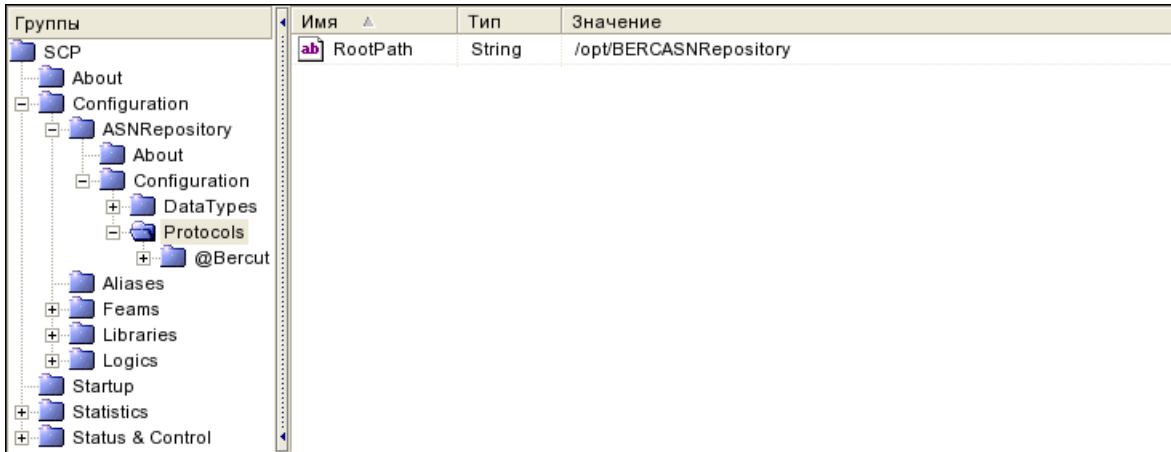 Группы
SCP
About
Configuration
ASNRepository
About
Configuration
DataTypes
Protocols
@Bercut
Aliases
Feams
Libraries
Logics
Startup
Statistics
Status & Control
Имя Тип Значение
ab RootPath String /opt/BERCASNRepository